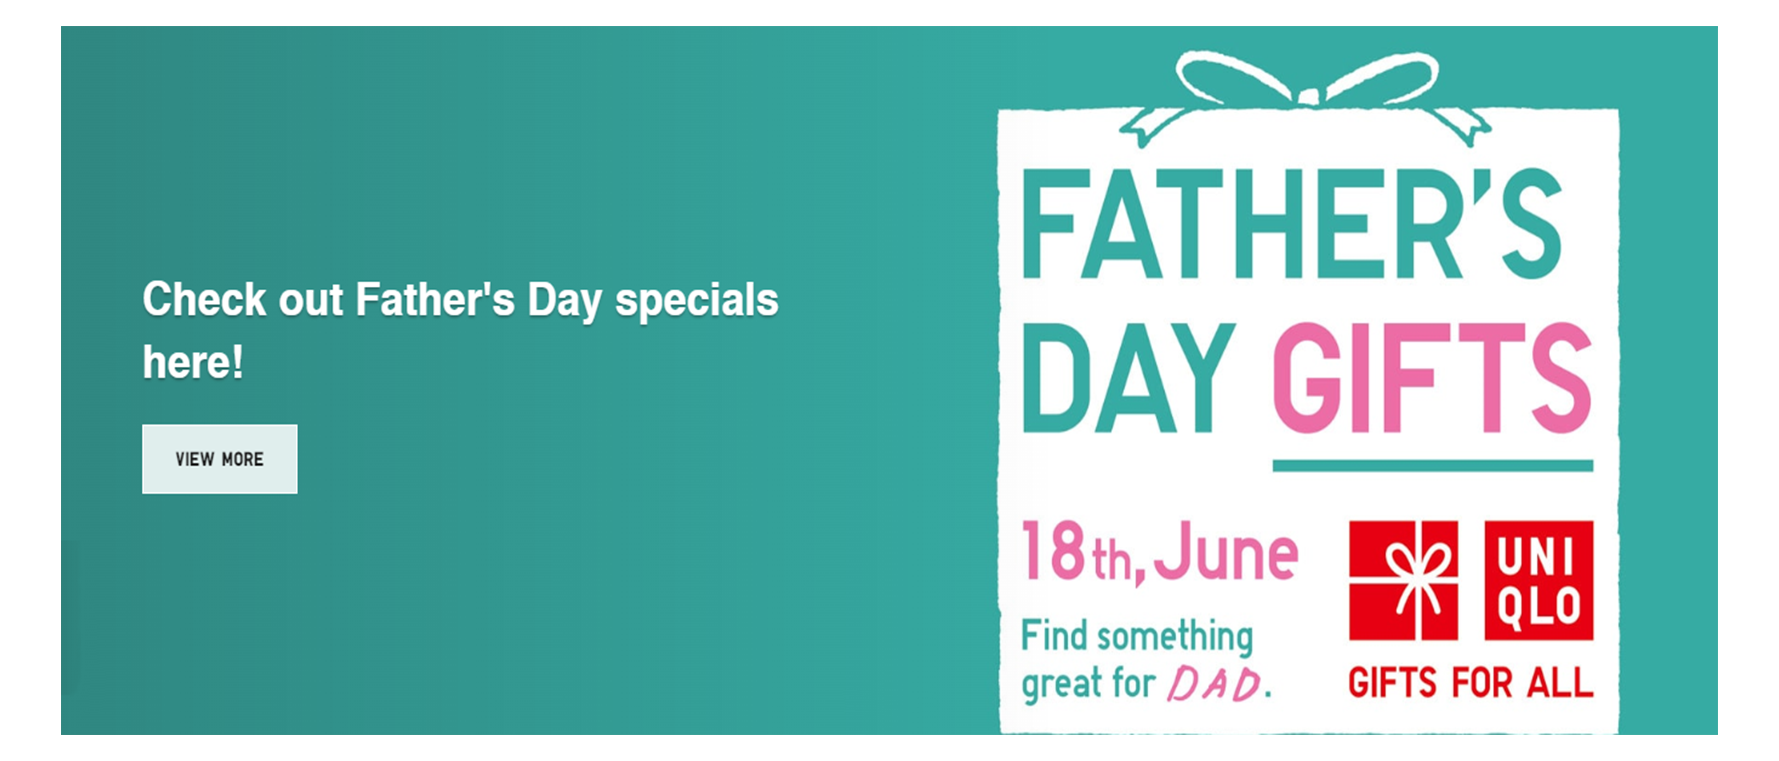 Check out Father's Day specials
here!
VIEW MORE
FATHER'S
DAY GIFTS
18th, June
Find something
great for DAD.
UNI
QLO
GIFTS FOR ALL